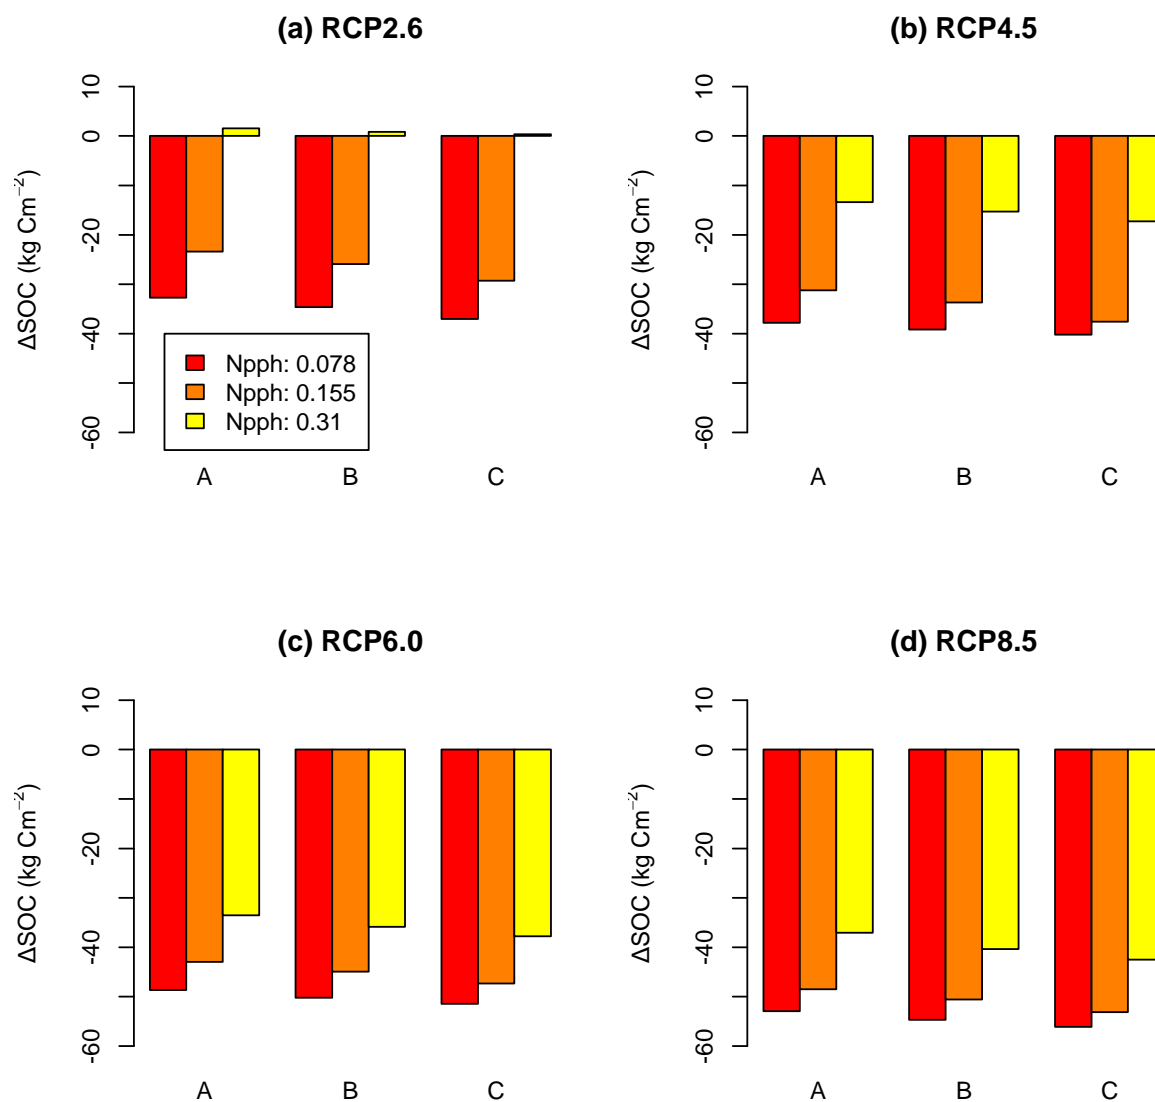 (a) RCP2.6
ΔSOC (kg Cm⁻²)
10
0
-20
-40
-60
Npph: 0.078
Npph: 0.155
Npph: 0.31
A B C
(b) RCP4.5
ΔSOC (kg Cm⁻²)
10
0
-20
-40
-60
A B C
(c) RCP6.0
ΔSOC (kg Cm⁻²)
10
0
-20
-40
-60
A B C
(d) RCP8.5
ΔSOC (kg Cm⁻²)
10
0
-20
-40
-60
A B C